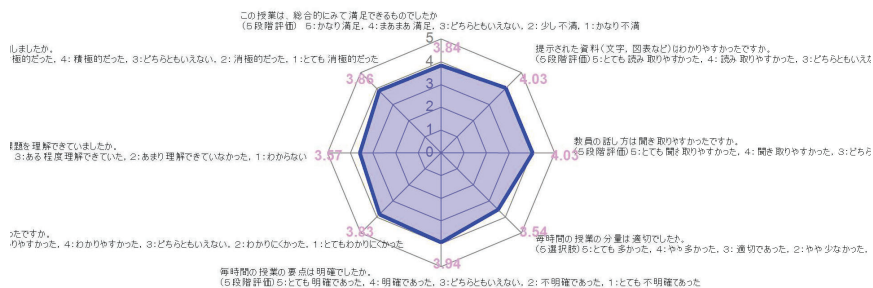 この授業は、総合的にみて満足できるものでしたか
(5段階評価) 5:かなり満足, 4:まあまあ満足, 3:どちらともいえない, 2:少し不満, 1:かなり不満
3.84
しましたか。
極的だった, 4:積極的だった, 3:どちらともいえない, 2:消極的だった, 1:とても消極的だった
3.86
提示された資料(文字, 図表など)はわかりやすかったですか。
(5段階評価)5:とても読み取りやすかった, 4:読み取りやすかった, 3:どちらともいえな
4.03
5
4
3
2
1
0
課題を理解できていましたか。
3:ある程度理解できていた, 2:あまり理解できていなかった, 1:わからない
3.57
教員の話し方は聞き取りやすかったですか。
(5段階評価)5:とても聞き取りやすかった, 4:聞き取りやすかった, 3:どちら
4.03
ったですか。
りやすかった, 4:わかりやすかった, 3:どちらともいえない, 2:わかりにくかった, 1:とてもわかりにくかった
3.83
毎時間の授業の分量は適切でしたか。
(5選択肢)5:とても多かった, 4:やや多かった, 3:適切であった, 2:やや少なかった,
3.54
毎時間の授業の要点は明確でしたか。
(5段階評価)5:とても明確であった, 4:明確であった, 3:どちらともいえない, 2:不明確であった, 1:とても不明確であった
3.94